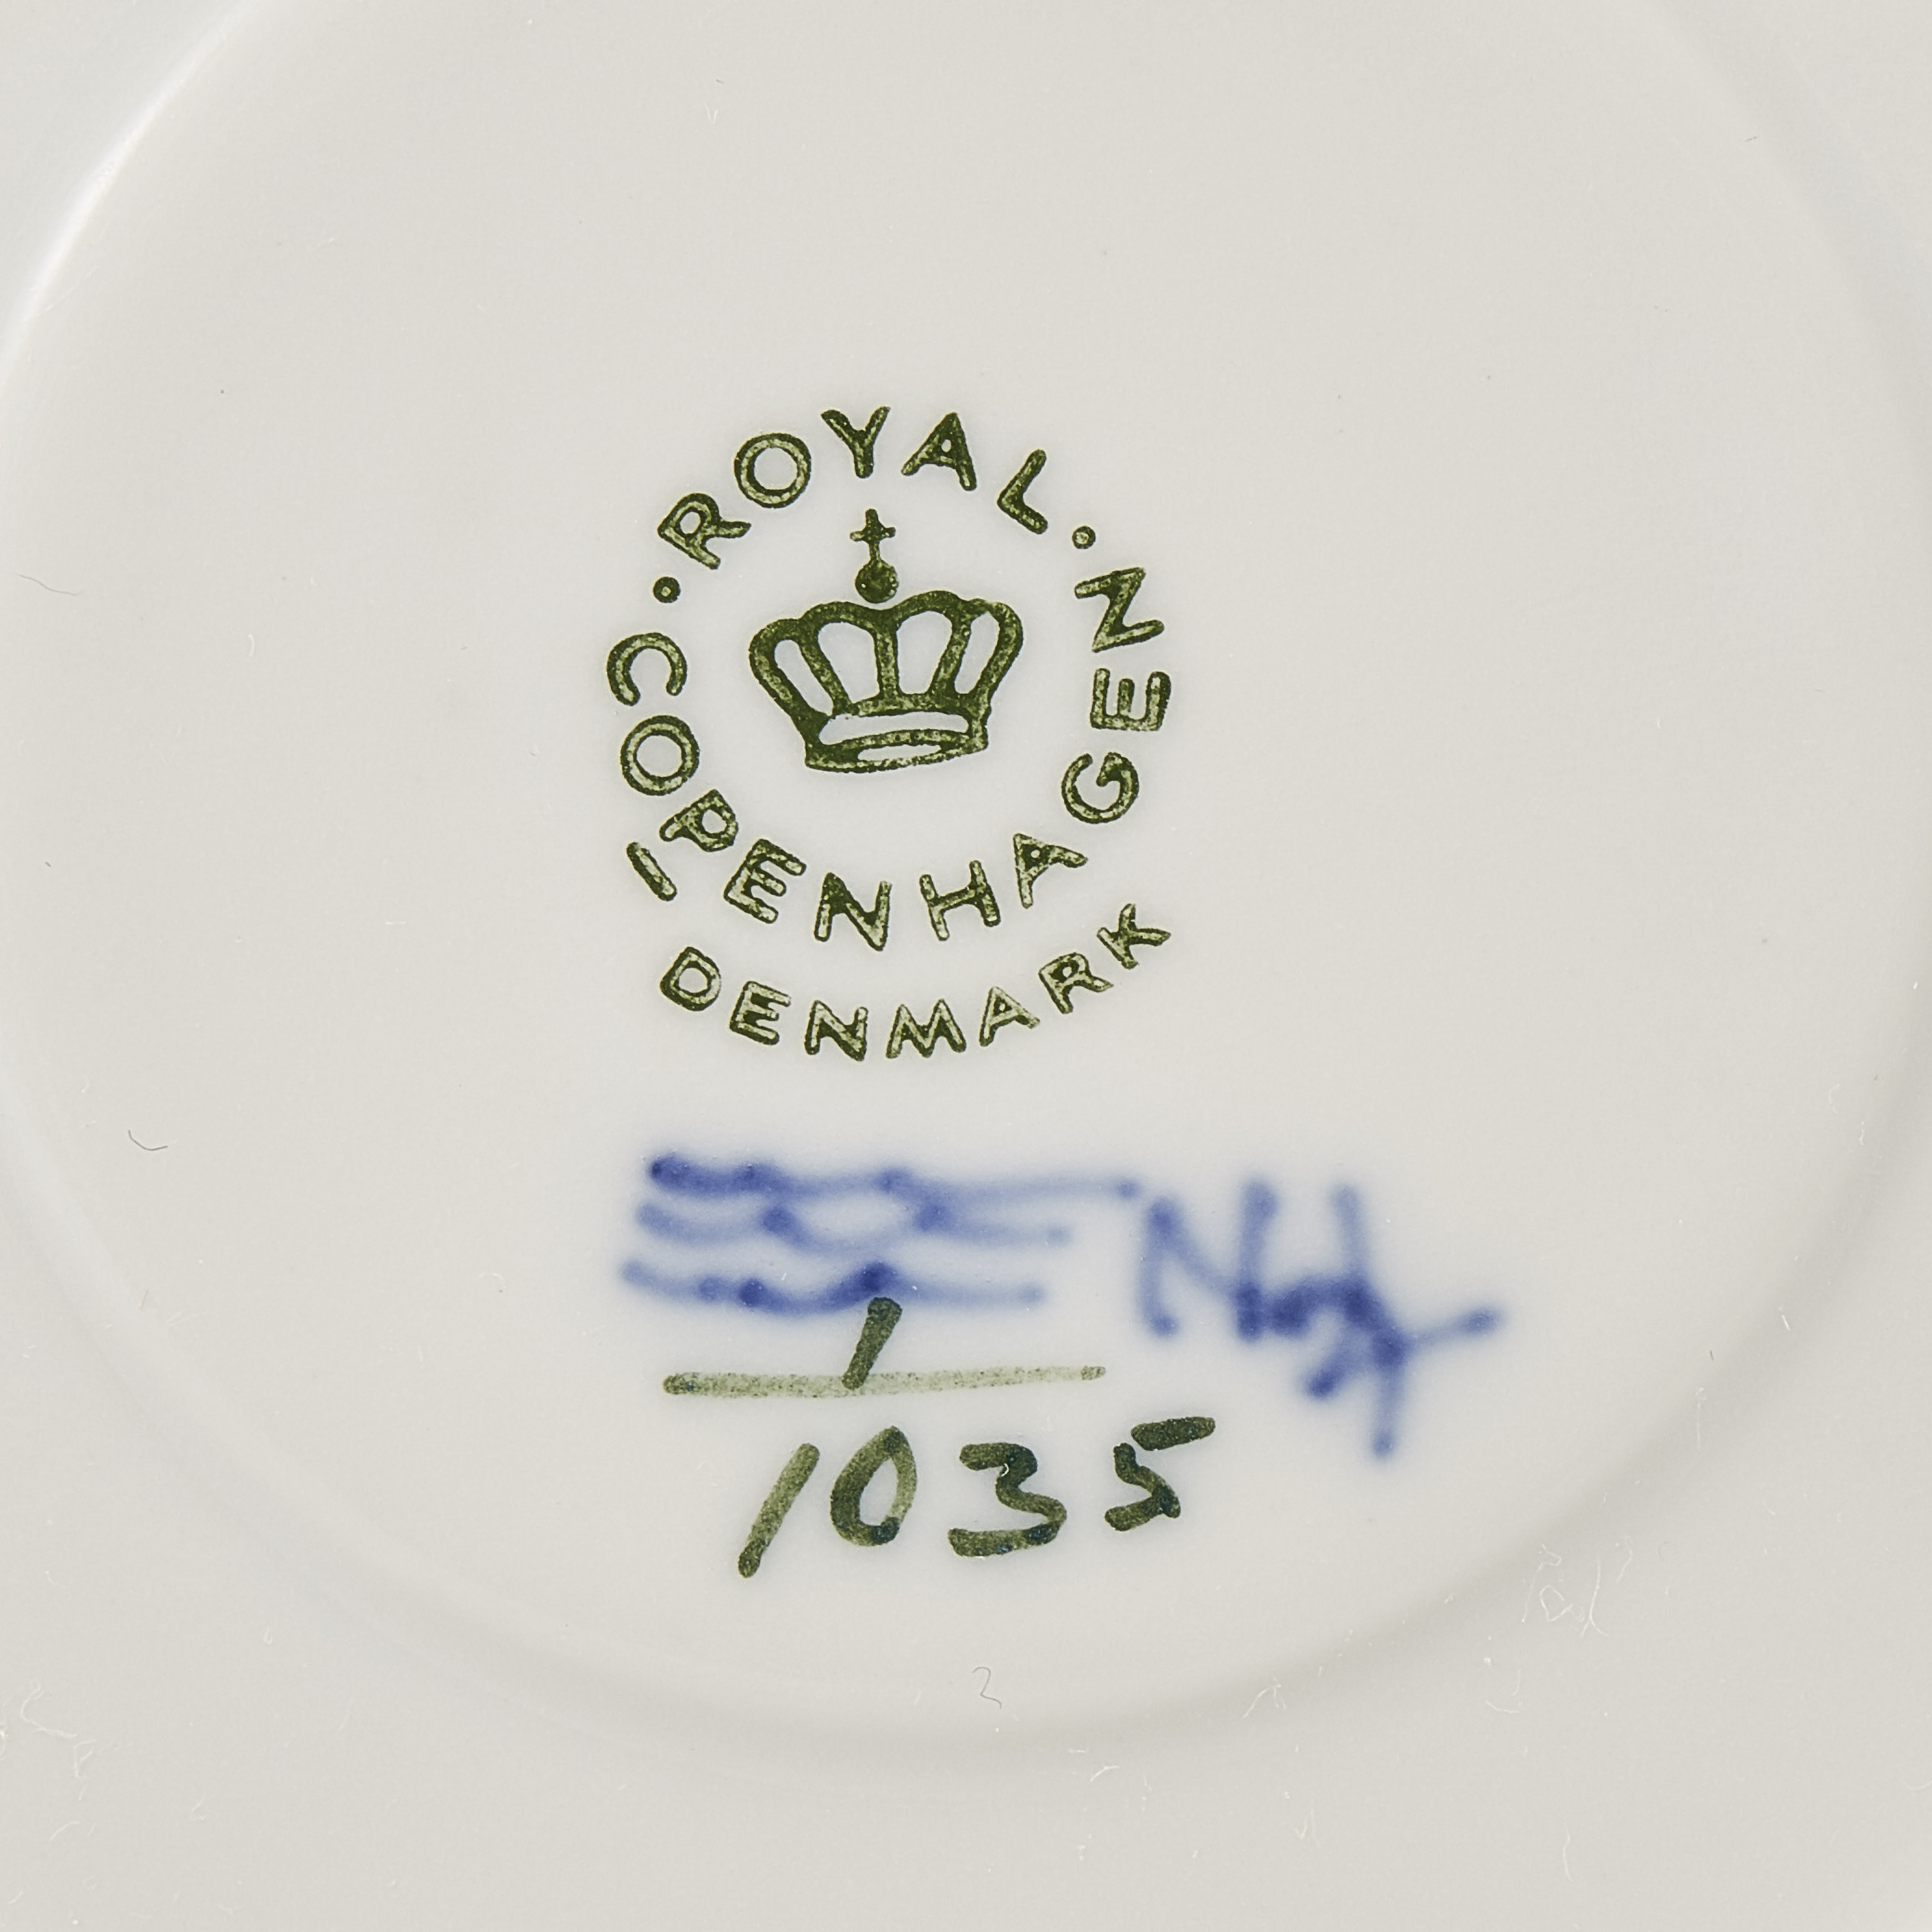 · ROYAL · COPENHAGEN
DENMARK
1
1035